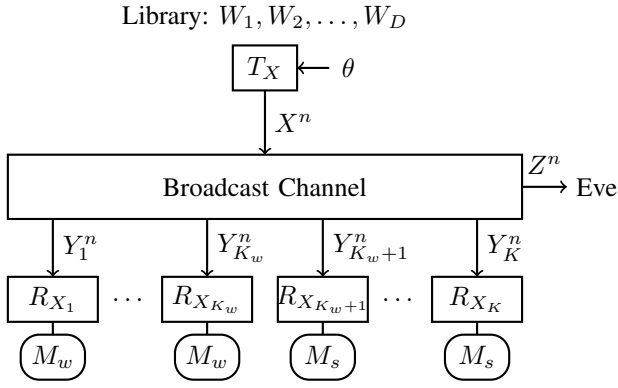 Library: W_1, W_2, . . . , W_D
T_X θ
X^n
Z^n
Broadcast Channel Eve
Y_1^n Y_{K_w}^n Y_{K_w+1}^n Y_K^n
R_{X_1} · · · R_{X_{K_w}} R_{X_{K_w+1}} · · · R_{X_K}
M_w M_w M_s M_s